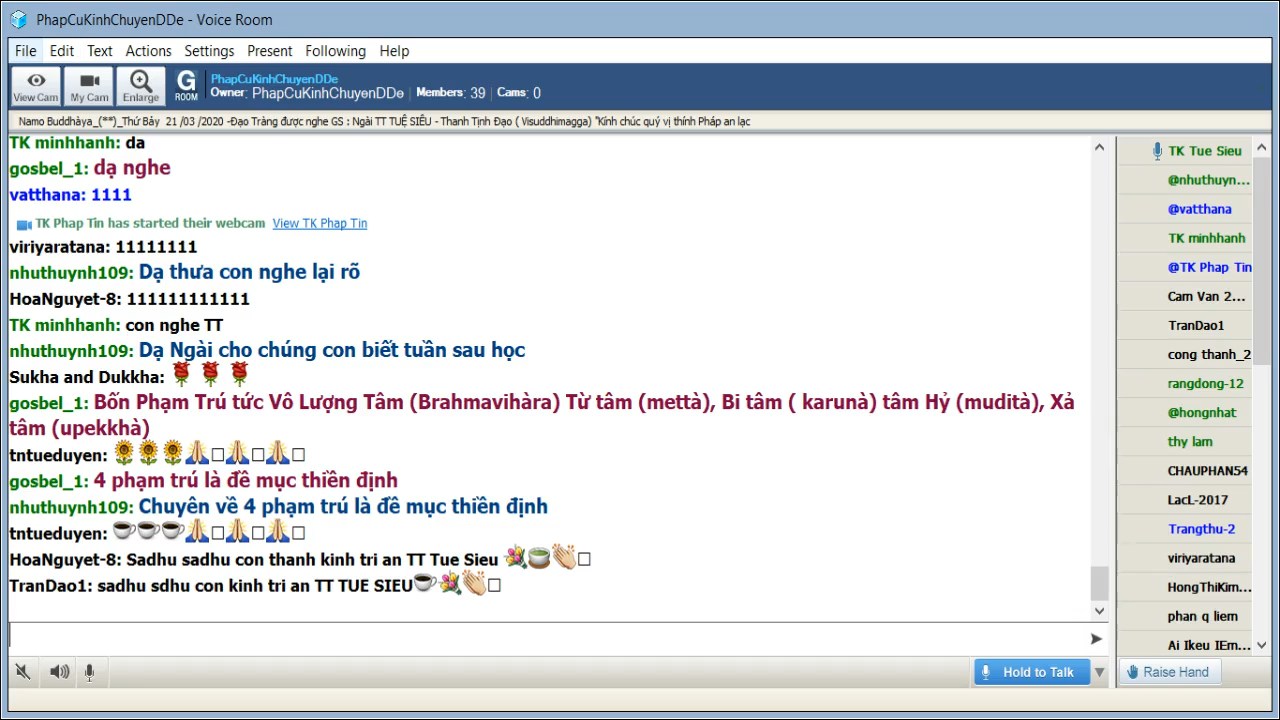 PhapCuKinhChuyenDDe - Voice Room
File Edit Text Actions Settings Present Following Help
View Cam My Cam Enlarge G ROOM
PhapCuKinhChuyenDDe
Owner: PhapCuKinhChuyenDDe | Members: 39 | Cams: 0
Namo Buddhàya_(**)_Thứ Bảy 21 /03 /2020 -Đạo Tràng được nghe GS : Ngài TT TUỆ SIÊU - Thanh Tịnh Đạo ( Visuddhimagga) "Kính chúc quý vị thính Pháp an lạc
TK minhhanh: da
gosbel_1: dạ nghe
vatthana: 1111
TK Phap Tin has started their webcam View TK Phap Tin
viriyaratana: 11111111
nhuthuynh109: Dạ thưa con nghe lại rõ
HoaNguyet-8: 111111111111
TK minhhanh: con nghe TT
nhuthuynh109: Dạ Ngài cho chúng con biết tuần sau học
Sukha and Dukkha: 🌹 🌹 🌹
gosbel_1: Bốn Phạm Trú tức Vô Lượng Tâm (Brahmavihàra) Từ tâm (mettà), Bi tâm ( karunà) tâm Hỷ (mudità), Xả
tâm (upekkhà)
tntueduyen: 🌻🌻🌻🙏□🙏□🙏□
gosbel_1: 4 phạm trú là đề mục thiền định
nhuthuynh109: Chuyên về 4 phạm trú là đề mục thiền định
tntueduyen: ☕☕☕🙏□🙏□🙏□
HoaNguyet-8: Sadhu sadhu con thanh kinh tri an TT Tue Sieu 💐🍵👏□
TranDao1: sadhu sdhu con kinh tri an TT TUE SIEU☕💐👏□
Hold to Talk
TK Tue Sieu
@nhuthuyn...
@vatthana
TK minhhanh
@TK Phap Tin
Cam Van 2...
TranDao1
cong thanh_2
rangdong-12
@hongnhat
thy lam
CHAUPHAN54
LacL-2017
Trangthu-2
viriyaratana
HongThiKim...
phan q liem
Ai Ikeu IEm...
Raise Hand